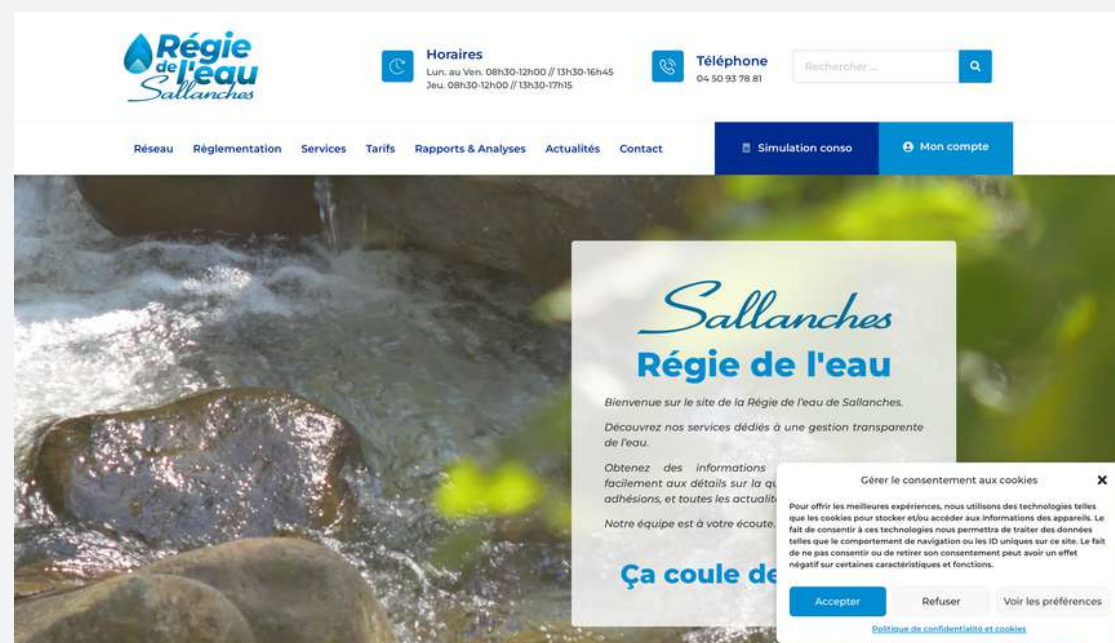 Régie
de l'eau
Sallanches
Horaires
Lun. au Ven. 08h30-12h00 // 13h30-16h45
Jeu. 08h30-12h00 // 13h30-17h15
Téléphone
04 50 93 78 81
Rechercher ...
Réseau Règlementation Services Tarifs Rapports & Analyses Actualités Contact
Simulation conso
Mon compte
Sallanches
Régie de l'eau
Bienvenue sur le site de la Régie de l'eau de Sallanches.
Découvrez nos services dédiés à une gestion transparente
de l'eau.
Obtenez des informations
facilement aux détails sur la
adhésions, et toutes les
Notre équipe est à votre écoute.
Ça coule de
Gérer le consentement aux cookies
Pour offrir les meilleures expériences, nous utilisons des technologies telles
que les cookies pour stocker et/ou accéder aux informations des appareils. Le
fait de consentir à ces technologies nous permettra de traiter des données
telles que le comportement de navigation ou les ID uniques sur ce site. Le fait
de ne pas consentir ou de retirer son consentement peut avoir un effet
négatif sur certaines caractéristiques et fonctions.
Accepter
Refuser
Voir les préférences
Politique de confidentialité et cookies